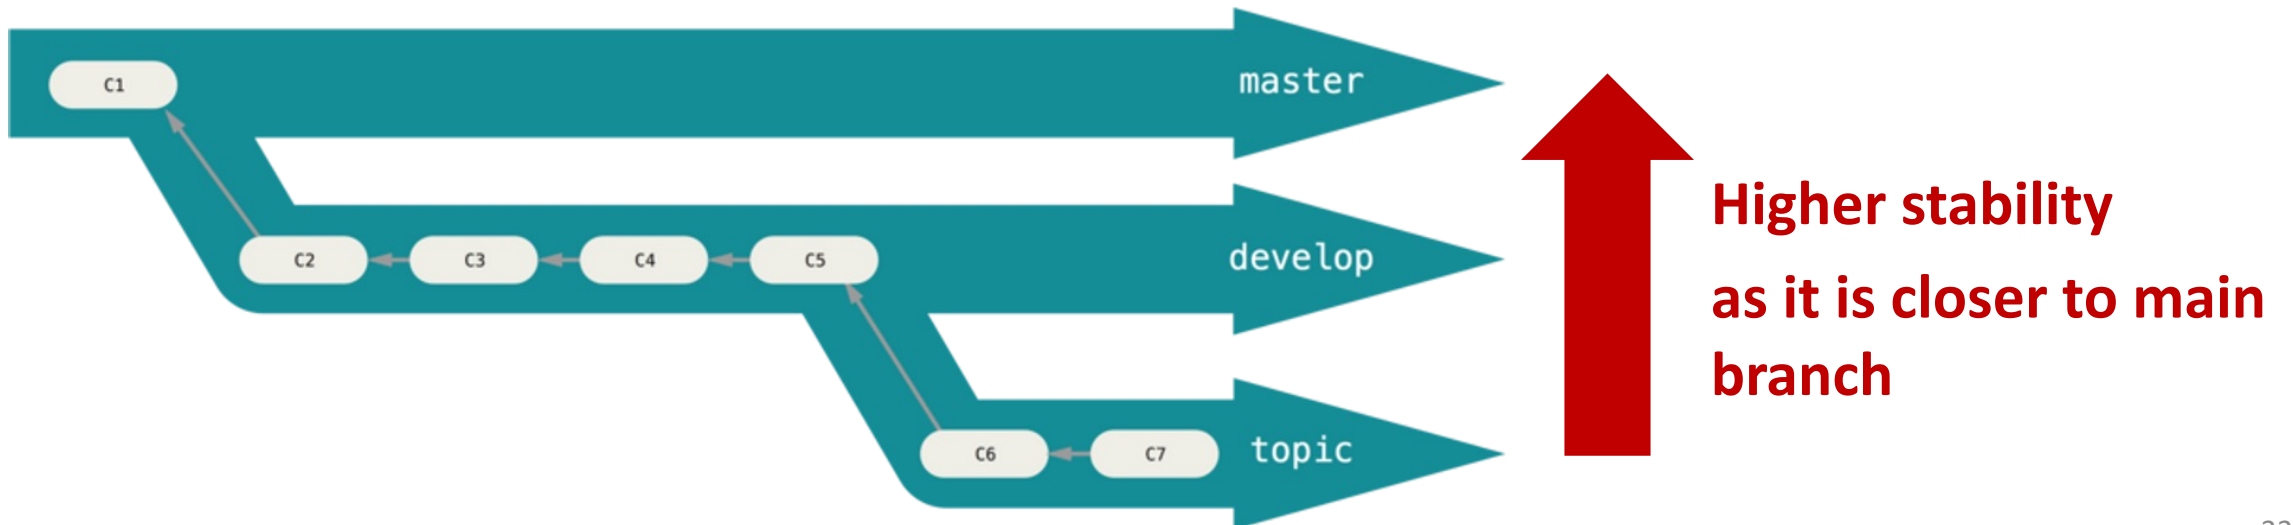 C1
master
Higher stability
as it is closer to main
branch
C2
C3
C4
C5
develop
C6
C7
topic